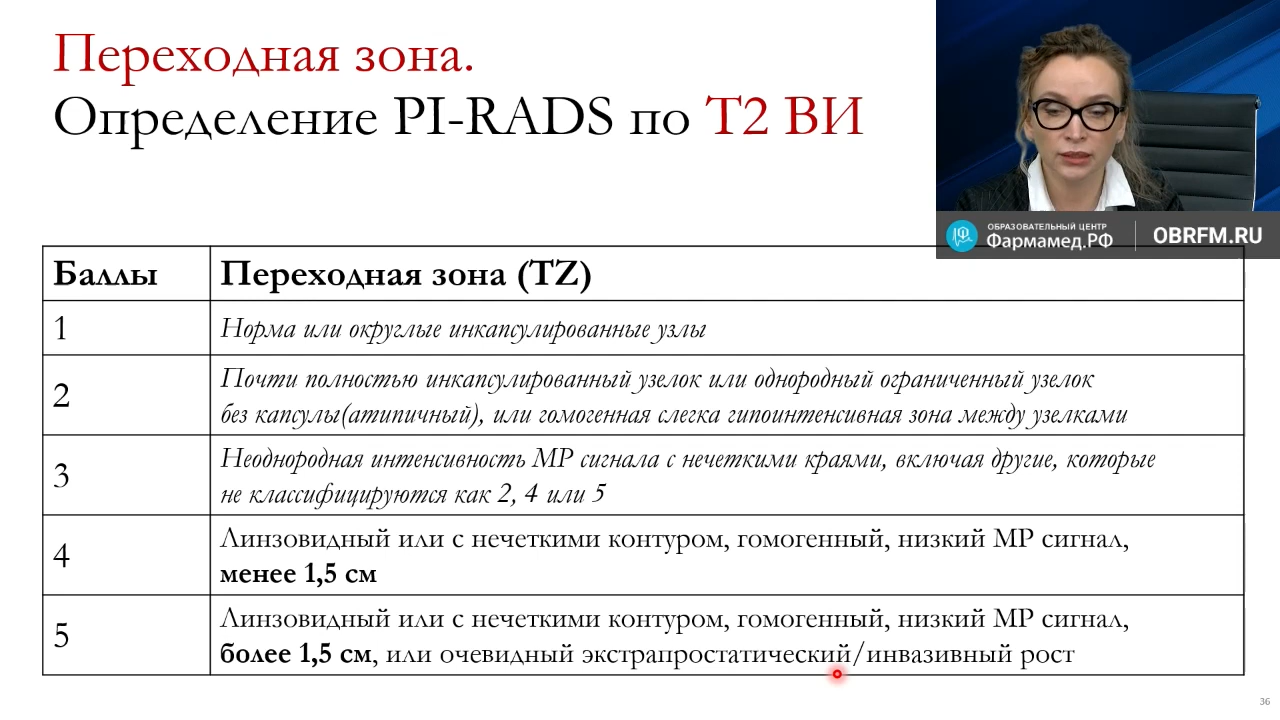 Переходная зона.
Определение PI-RADS по Т2 ВИ
ОБРАЗОВАТЕЛЬНЫЙ ЦЕНТР
Фармамед.РФ
OBRFM.RU
Баллы
Переходная зона (TZ)
1
Норма или округлые инкапсулированные узлы
2
Почти полностью инкапсулированный узелок или однородный ограниченный узелок
без капсулы(атипичный), или гомогенная слегка гипоинтенсивная зона между узелками
3
Неоднородная интенсивность МР сигнала с нечеткими краями, включая другие, которые
не классифицируются как 2, 4 или 5
4
Линзовидный или с нечеткими контуром, гомогенный, низкий МР сигнал,
менее 1,5 см
5
Линзовидный или с нечеткими контуром, гомогенный, низкий МР сигнал,
более 1,5 см, или очевидный экстрапростатический/инвазивный рост
36